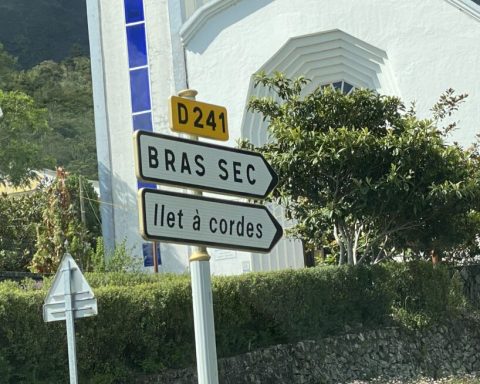 D241
BRAS SEC
Ilet à cordes